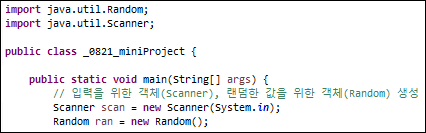 import java.util.Random;
import java.util.Scanner;
public class _0821_miniProject {
public static void main(String[] args) {
// 입력을 위한 객체(Scanner), 랜덤한 값을 위한 객체(Random) 생성
Scanner scan = new Scanner(System.in);
Random ran = new Random();